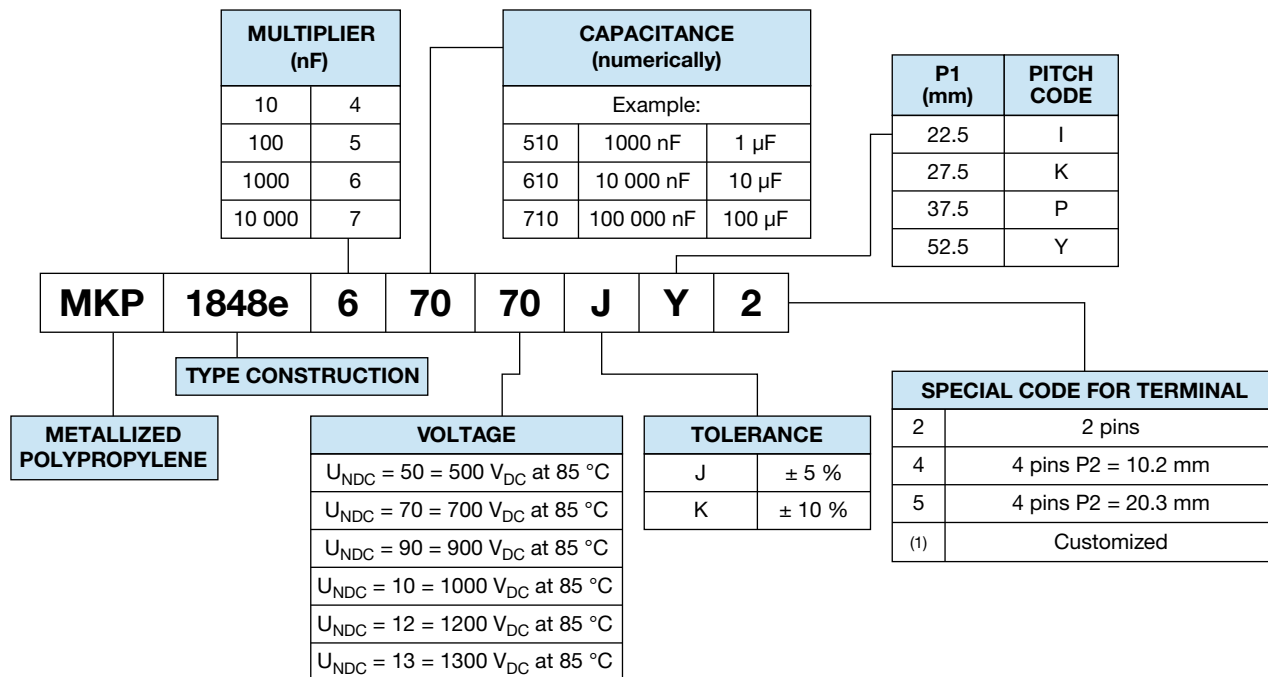 MULTIPLIER
(nF)
10 4
100 5
1000 6
10 000 7
CAPACITANCE
(numerically)
Example:
510 1000 nF 1 µF
610 10 000 nF 10 µF
710 100 000 nF 100 µF
P1
(mm)
PITCH
CODE
22.5 I
27.5 K
37.5 P
52.5 Y
MKP 1848e 6 70 70 J Y 2
TYPE CONSTRUCTION
METALLIZED
POLYPROPYLENE
VOLTAGE
UNDC = 50 = 500 VDC at 85 °C
UNDC = 70 = 700 VDC at 85 °C
UNDC = 90 = 900 VDC at 85 °C
UNDC = 10 = 1000 VDC at 85 °C
UNDC = 12 = 1200 VDC at 85 °C
UNDC = 13 = 1300 VDC at 85 °C
TOLERANCE
J ± 5 %
K ± 10 %
SPECIAL CODE FOR TERMINAL
2 2 pins
4 4 pins P2 = 10.2 mm
5 4 pins P2 = 20.3 mm
(1) Customized